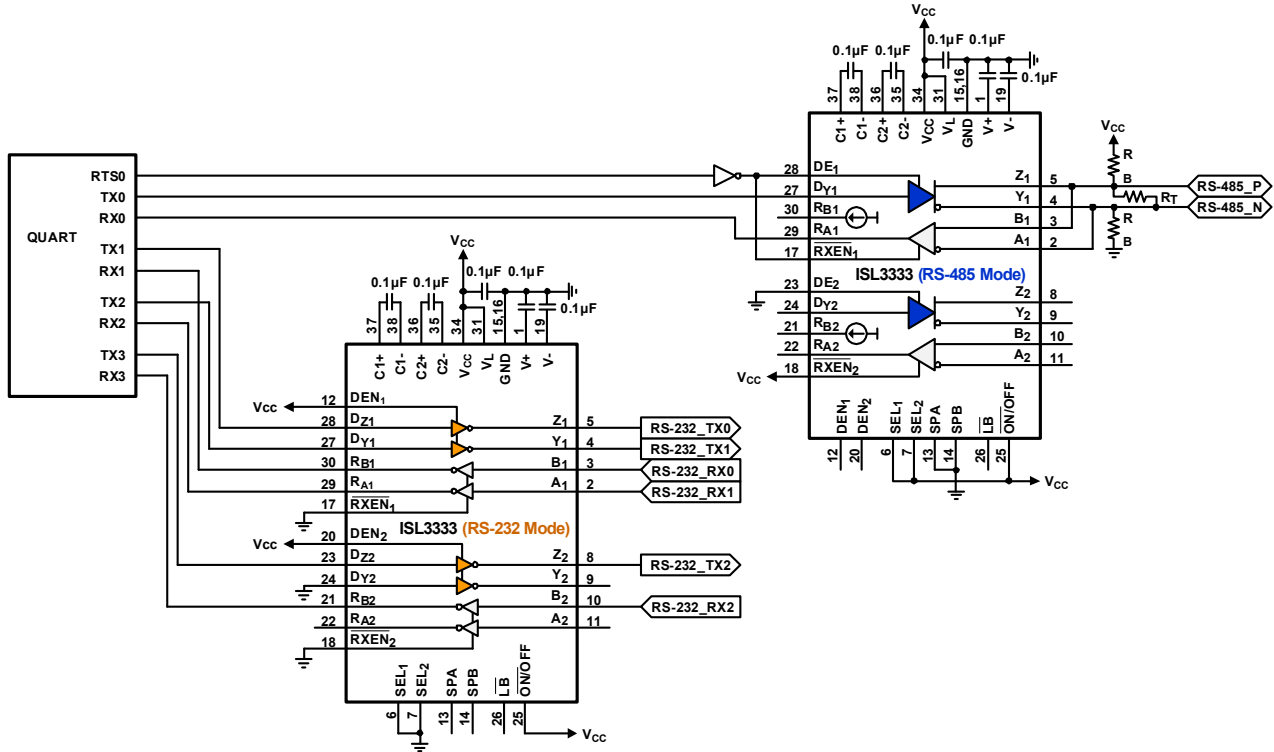 QUART
RTS0
TX0
RX0
TX1
RX1
TX2
RX2
TX3
RX3
VCC
0.1µF 0.1µF
0.1µF 0.1µF
0.1µF
37 38 36 35 34 31 15,16 1 19
C1+ C1- C2+ C2- VCC VL GND V+ V-
28 DE1 Z1 5
27 DY1 Y1 4
30 RB1 B1 3
29 RA1 A1 2
17 RXEN1
ISL3333 (RS-485 Mode)
23 DE2 Z2 8
24 DY2 Y2 9
21 RB2 B2 10
22 RA2 A2 11
VCC 18 RXEN2
DEN1 DEN2 SEL1 SEL2 SPA SPB LB ON/OFF
12 20 6 7 13 14 26 25
VCC
VCC
R
B
RT
R
B
RS-485_P
RS-485_N
VCC
0.1µF 0.1µF
0.1µF 0.1µF
0.1µF
37 38 36 35 34 31 15,16 1 19
C1+ C1- C2+ C2- VCC VL GND V+ V-
VCC 12 DEN1
28 DZ1 Z1 5 RS-232_TX0
27 DY1 Y1 4 RS-232_TX1
30 RB1 B1 3 RS-232_RX0
29 RA1 A1 2 RS-232_RX1
17 RXEN1
ISL3333 (RS-232 Mode)
VCC 20 DEN2
23 DZ2 Z2 8 RS-232_TX2
24 DY2 Y2 9
21 RB2 B2 10 RS-232_RX2
22 RA2 A2 11
18 RXEN2
SEL1 SEL2 SPA SPB LB ON/OFF
6 7 13 14 26 25
VCC